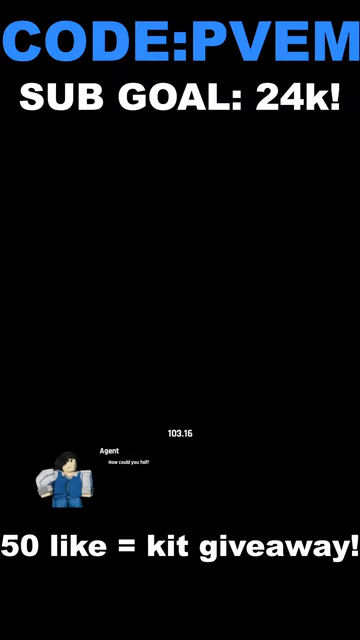 CODE:PVEM
SUB GOAL: 24k!
103.16
Agent
How could you fail?
50 like = kit giveaway!